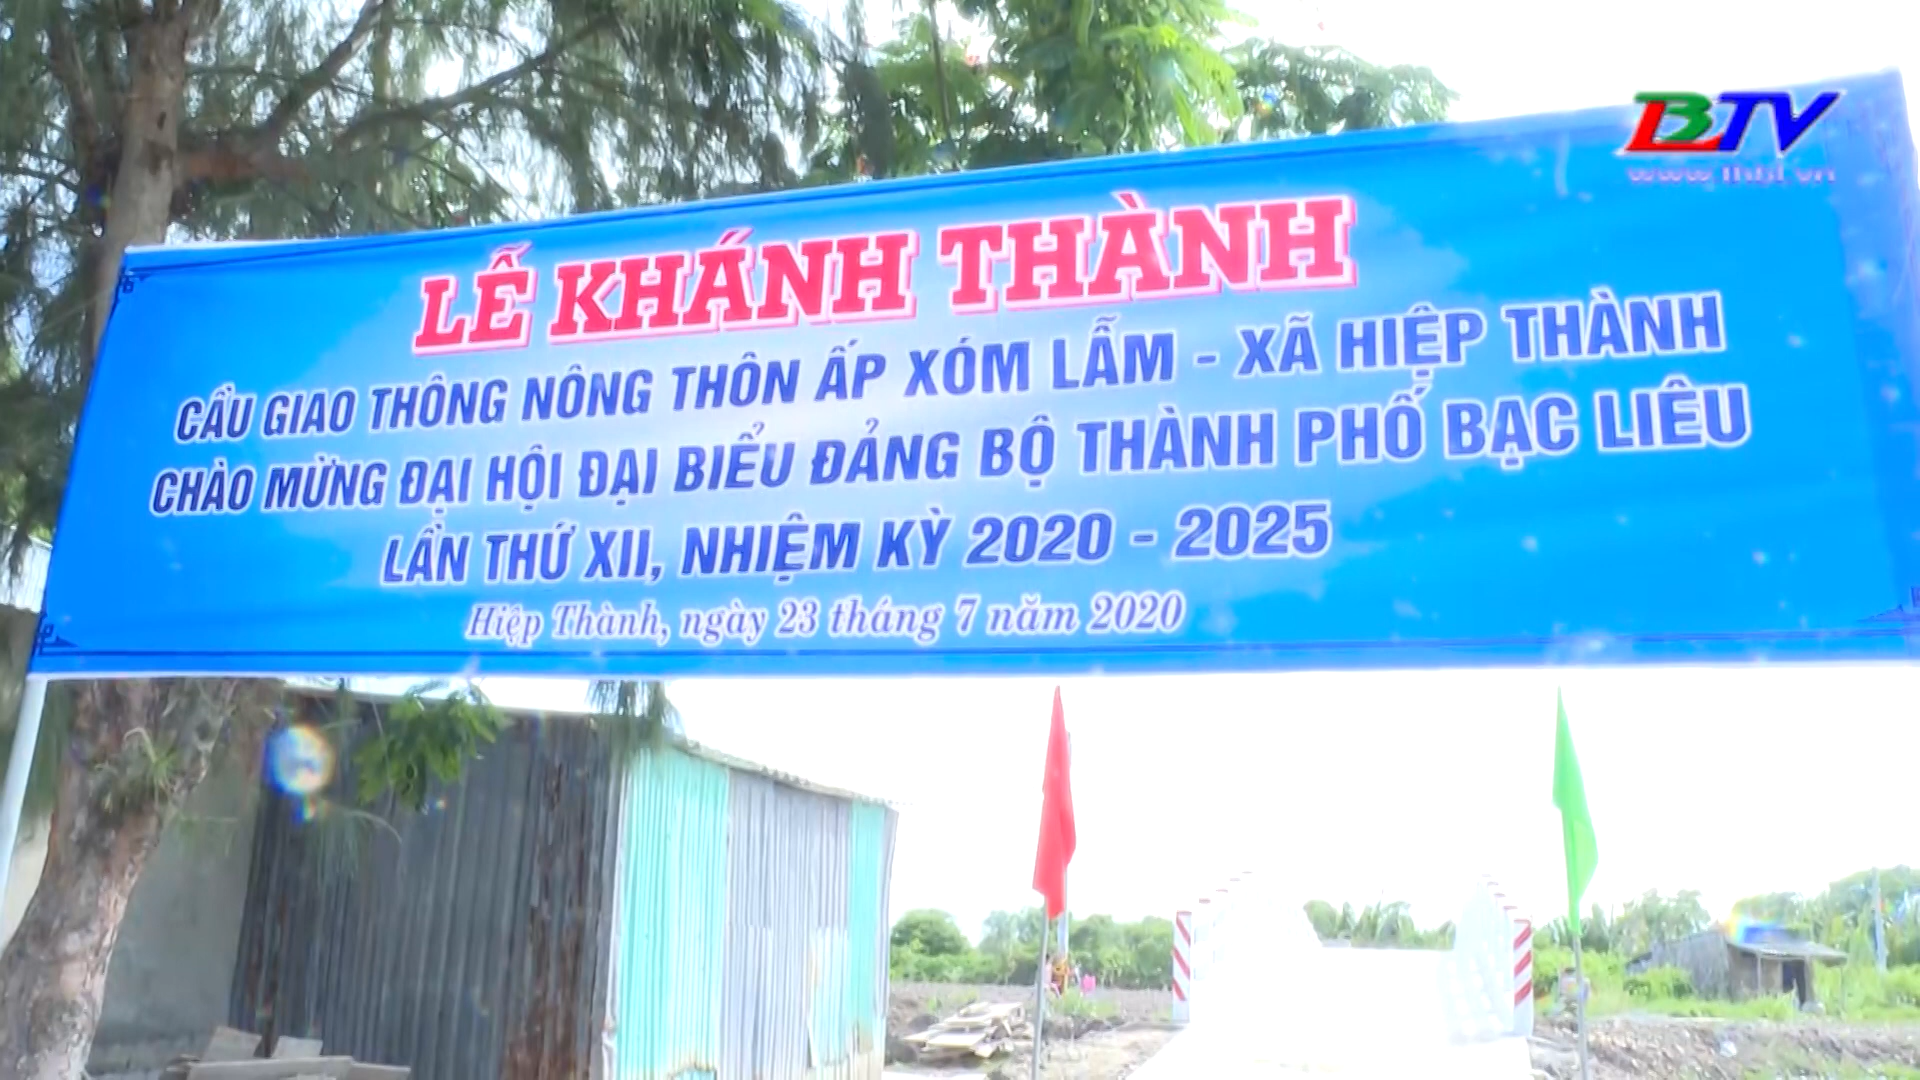 BTV
LỄ KHÁNH THÀNH
CẦU GIAO THÔNG NÔNG THÔN ẤP XÓM LẪM - XÃ HIỆP THÀNH
CHÀO MỪNG ĐẠI HỘI ĐẠI BIỂU ĐẢNG BỘ THÀNH PHỐ BẠC LIÊU
LẦN THỨ XII, NHIỆM KỲ 2020 - 2025
Hiệp Thành, ngày 23 tháng 7 năm 2020